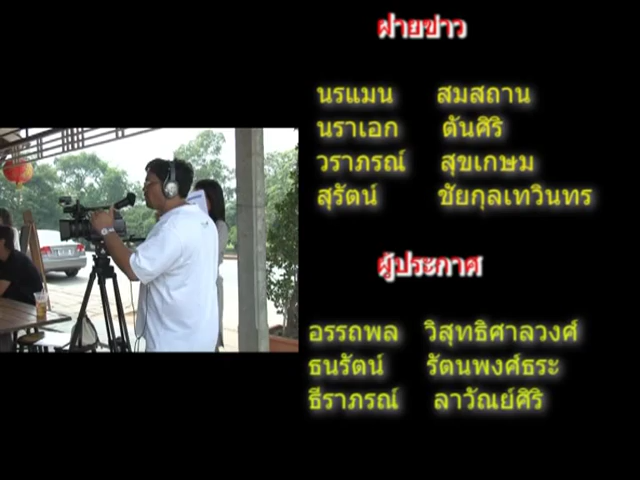 ฝ่ายข่าว
นรแมน สมสถาน
นราเอก ตันศิริ
วราภรณ์ สุขเกษม
สุรัตน์ ชัยกุลเทวินทร
ผู้ประกาศ
อรรถพล วิสุทธิศาลวงศ์
ธนรัตน์ รัตนพงศ์ธระ
ธีราภรณ์ ลาวัณย์ศิริ